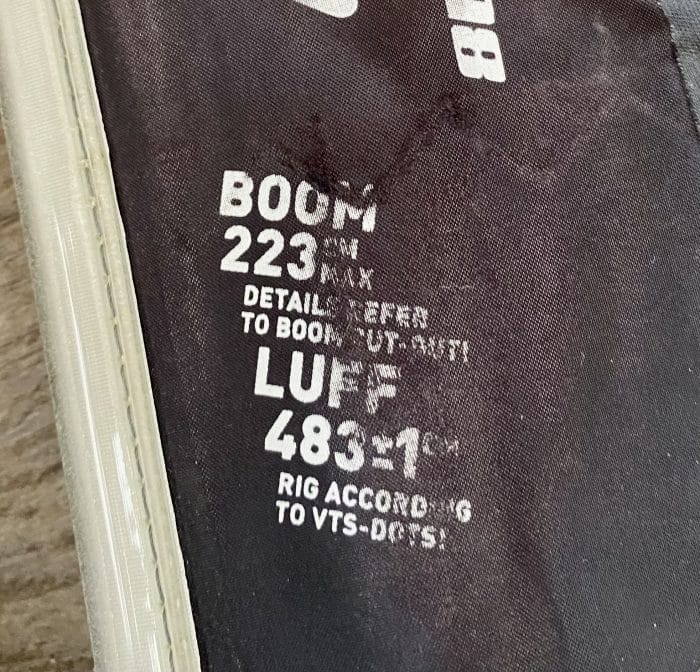 BOOM
223 CM
MAX
DETAILS REFER
TO BOOM CUT-OUT!
LUFF
483±1 CM
RIG ACCORDING
TO VTS-DOTS!